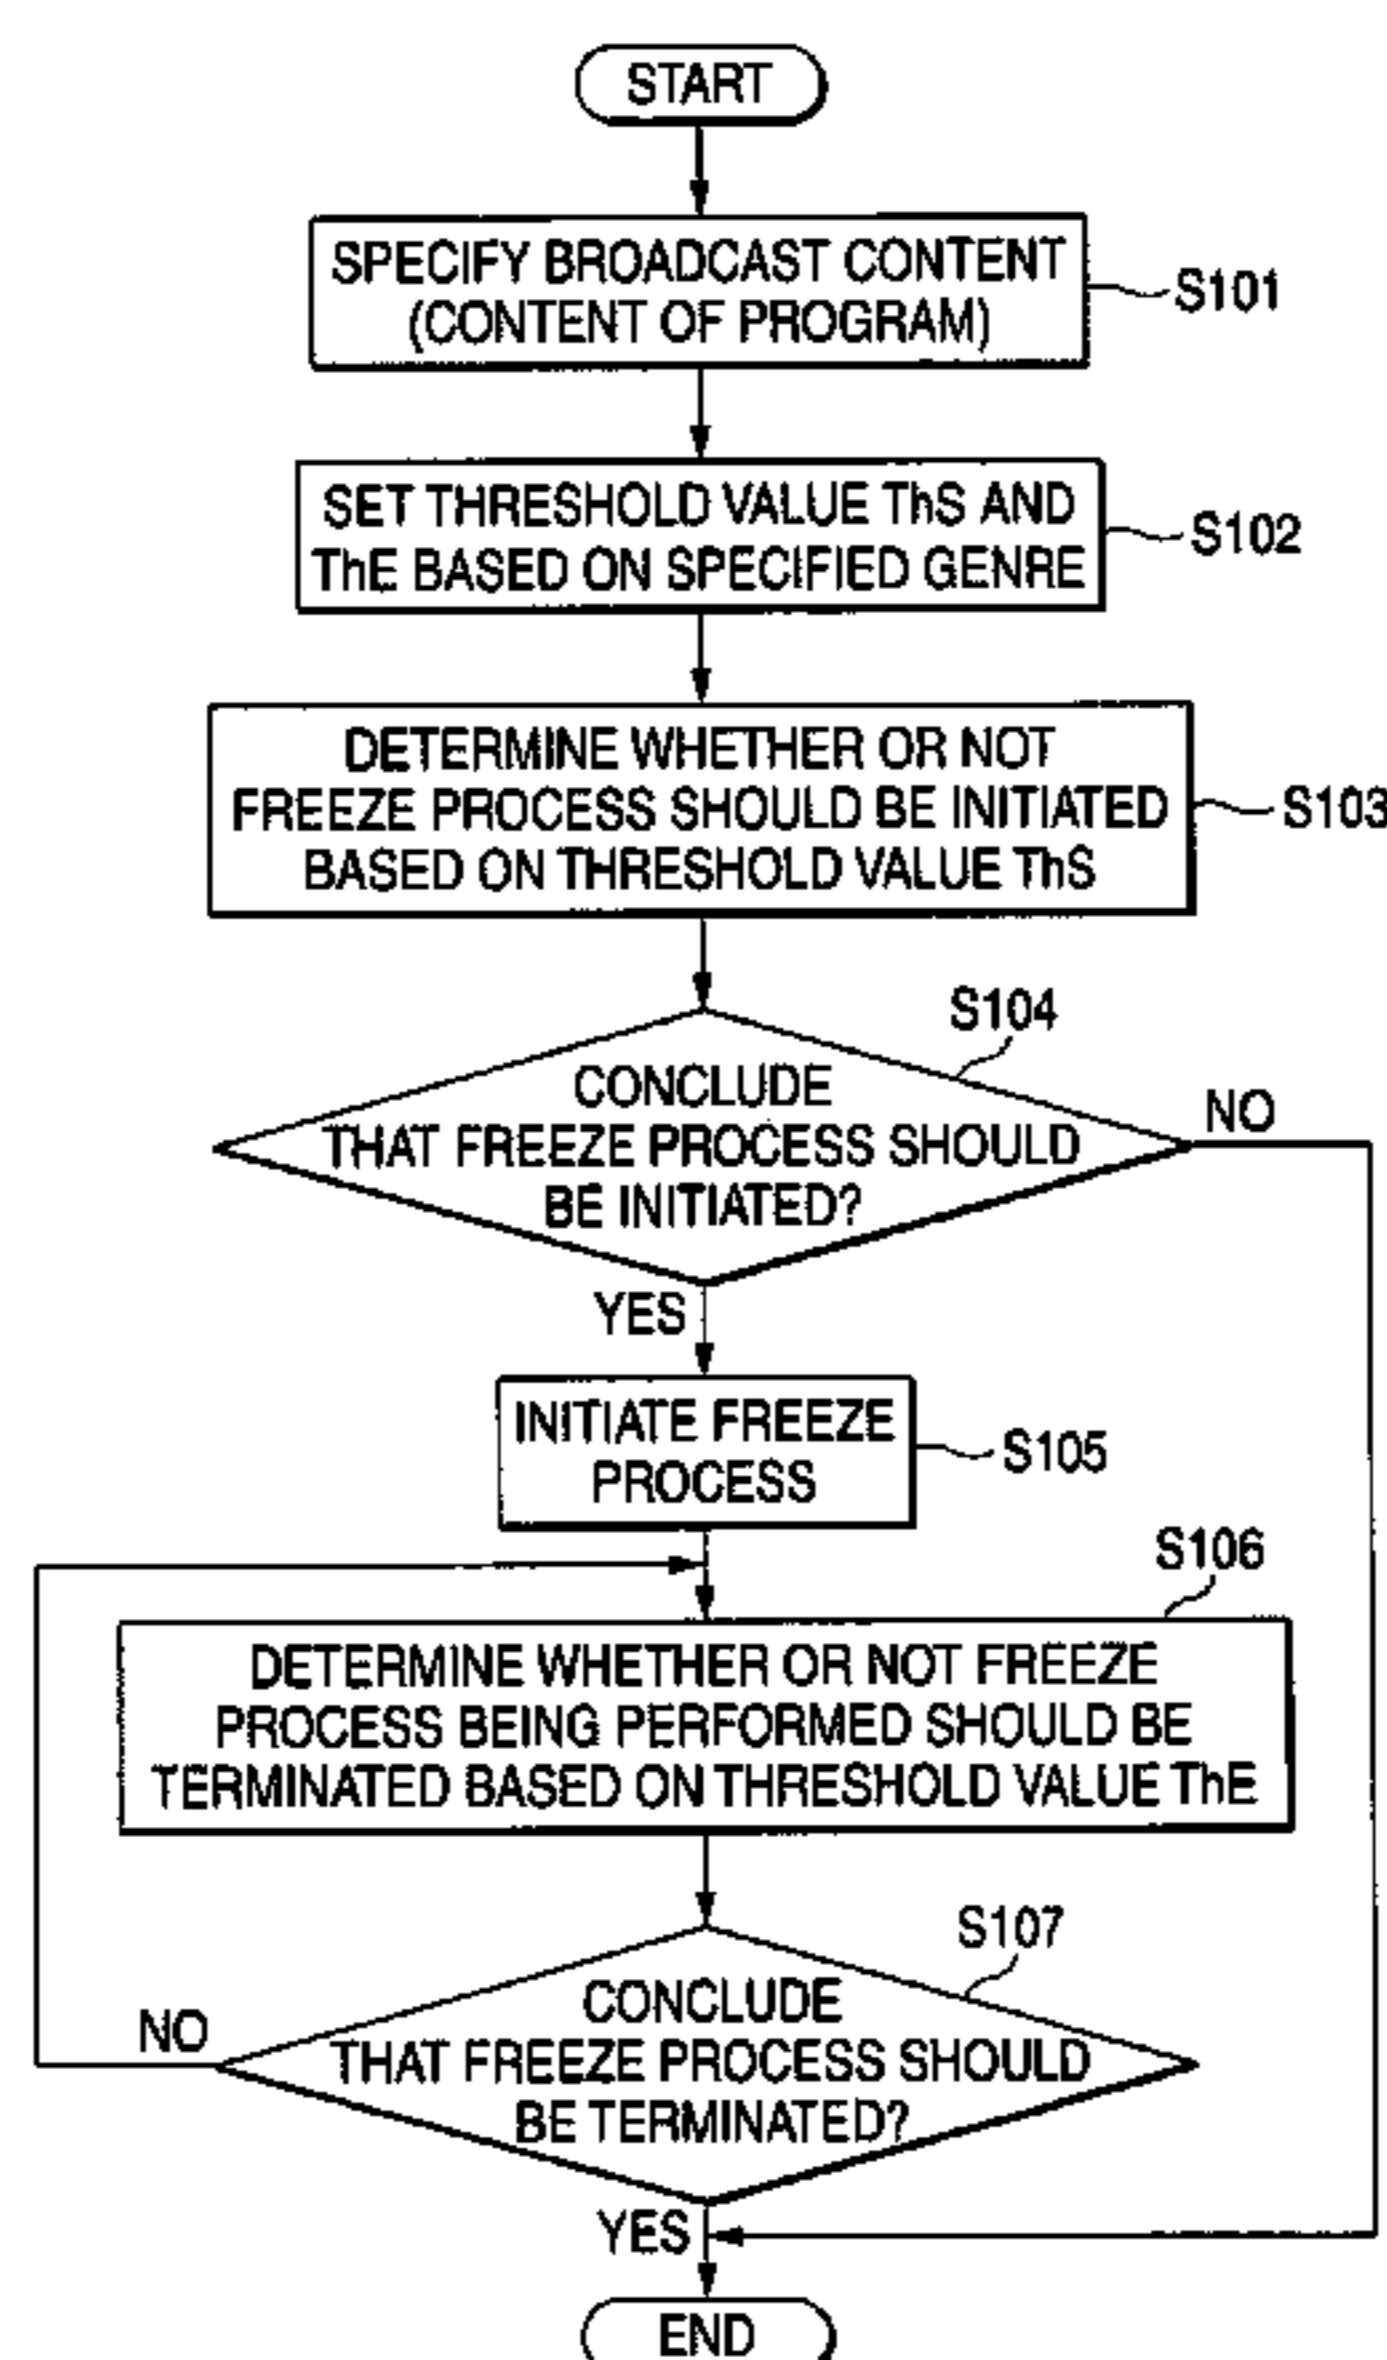 START
SPECIFY BROADCAST CONTENT
(CONTENT OF PROGRAM)
S101
SET THRESHOLD VALUE ThS AND
ThE BASED ON SPECIFIED GENRE
S102
DETERMINE WHETHER OR NOT
FREEZE PROCESS SHOULD BE INITIATED
BASED ON THRESHOLD VALUE ThS
S103
S104
CONCLUDE
THAT FREEZE PROCESS SHOULD
BE INITIATED?
NO
YES
INITIATE FREEZE
PROCESS
S105
S106
DETERMINE WHETHER OR NOT FREEZE
PROCESS BEING PERFORMED SHOULD BE
TERMINATED BASED ON THRESHOLD VALUE ThE
S107
CONCLUDE
THAT FREEZE PROCESS SHOULD
BE TERMINATED?
NO
YES
END